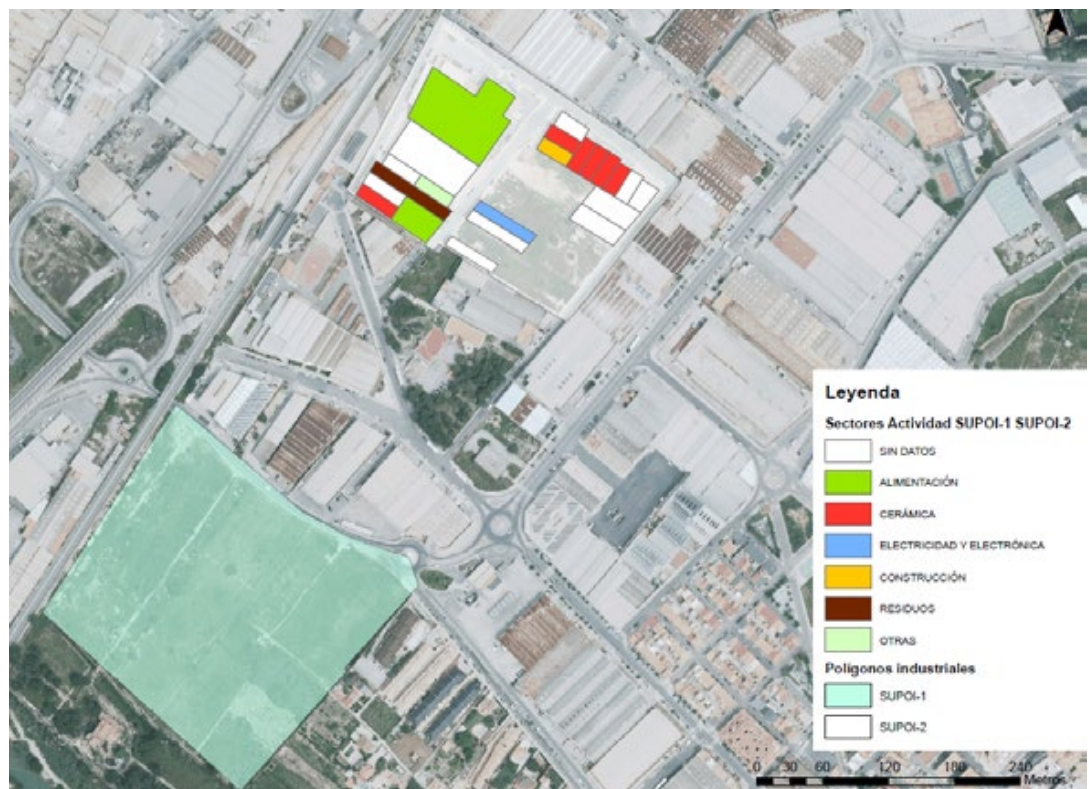 Leyenda
Sectores Actividad SUPOI-1 SUPOI-2
SIN DATOS
ALIMENTACIÓN
CERÁMICA
ELECTRICIDAD Y ELECTRÓNICA
CONSTRUCCIÓN
RESIDUOS
OTRAS
Polígonos industriales
SUPOI-1
SUPOI-2
0 30 60 120 180 240
Metros